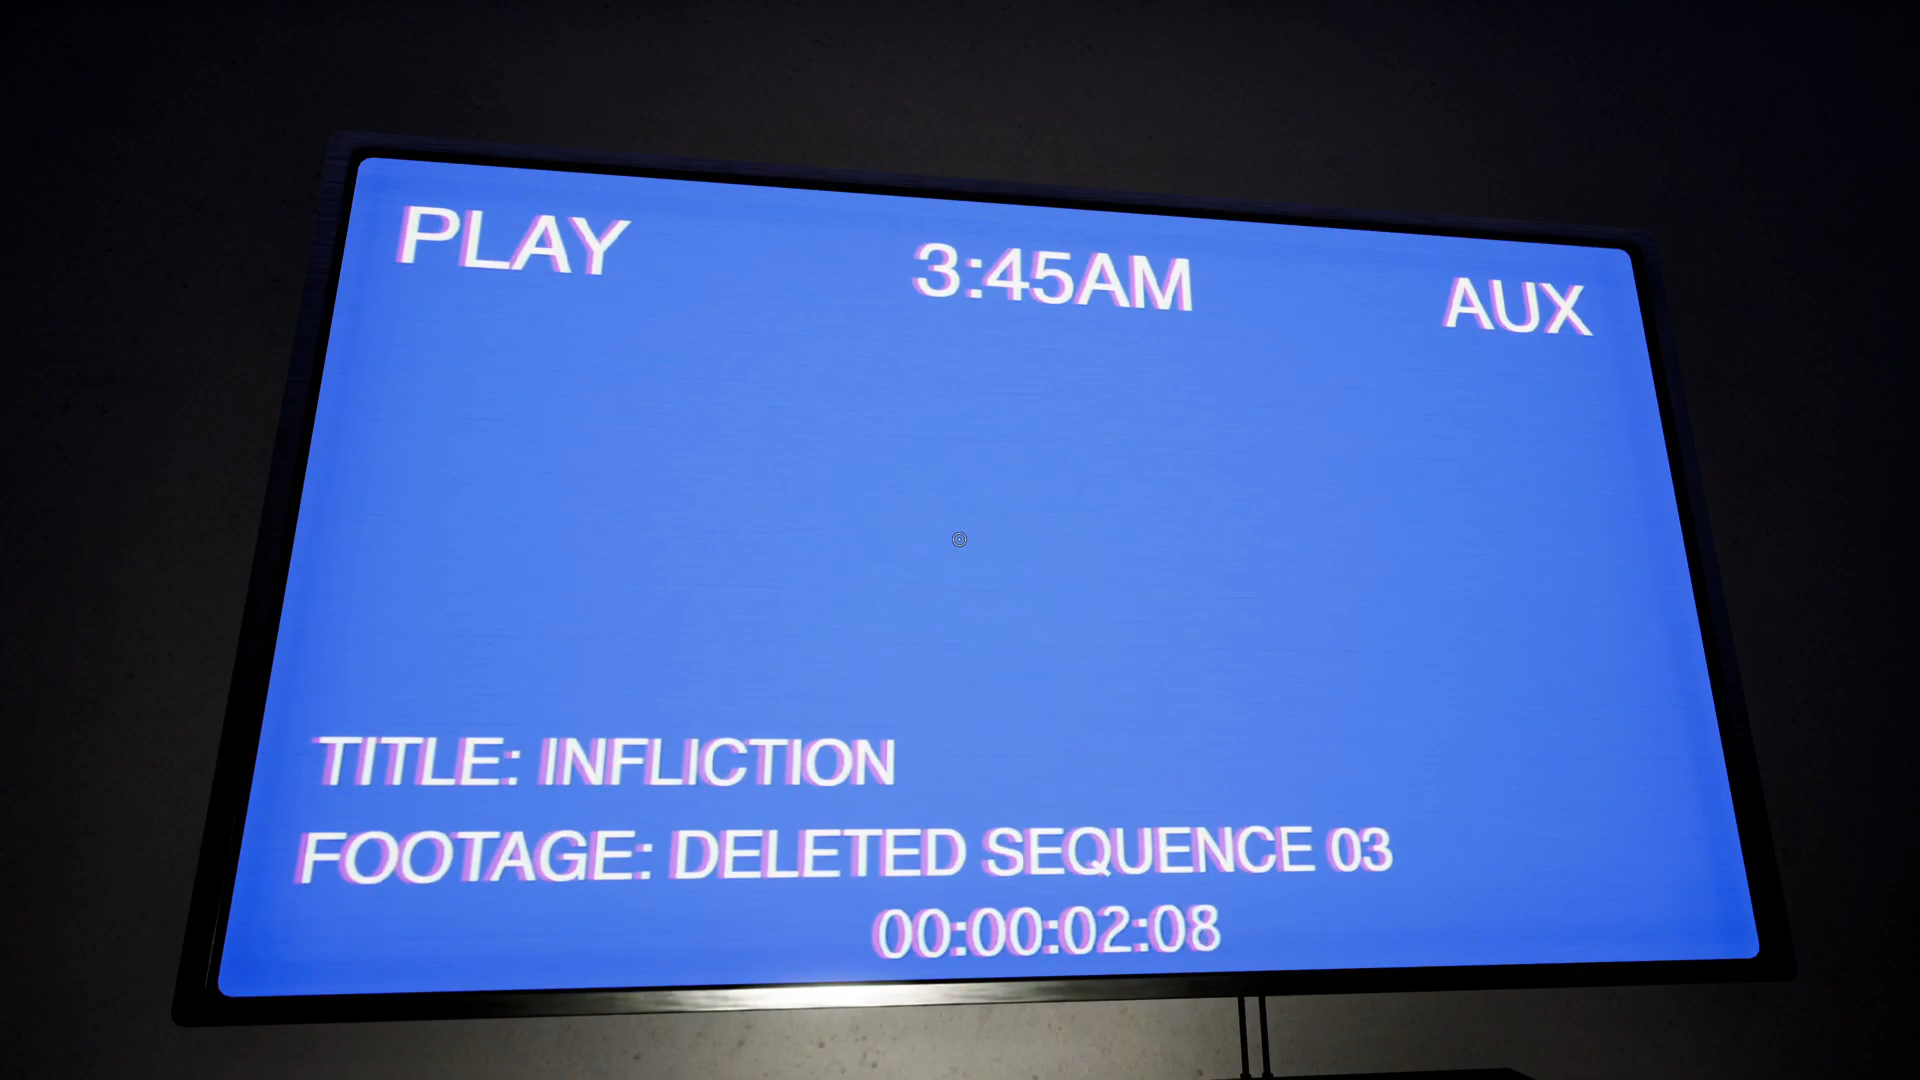 PLAY 3:45AM AUX
TITLE: INFLICTION
FOOTAGE: DELETED SEQUENCE 03
00:00:02:08